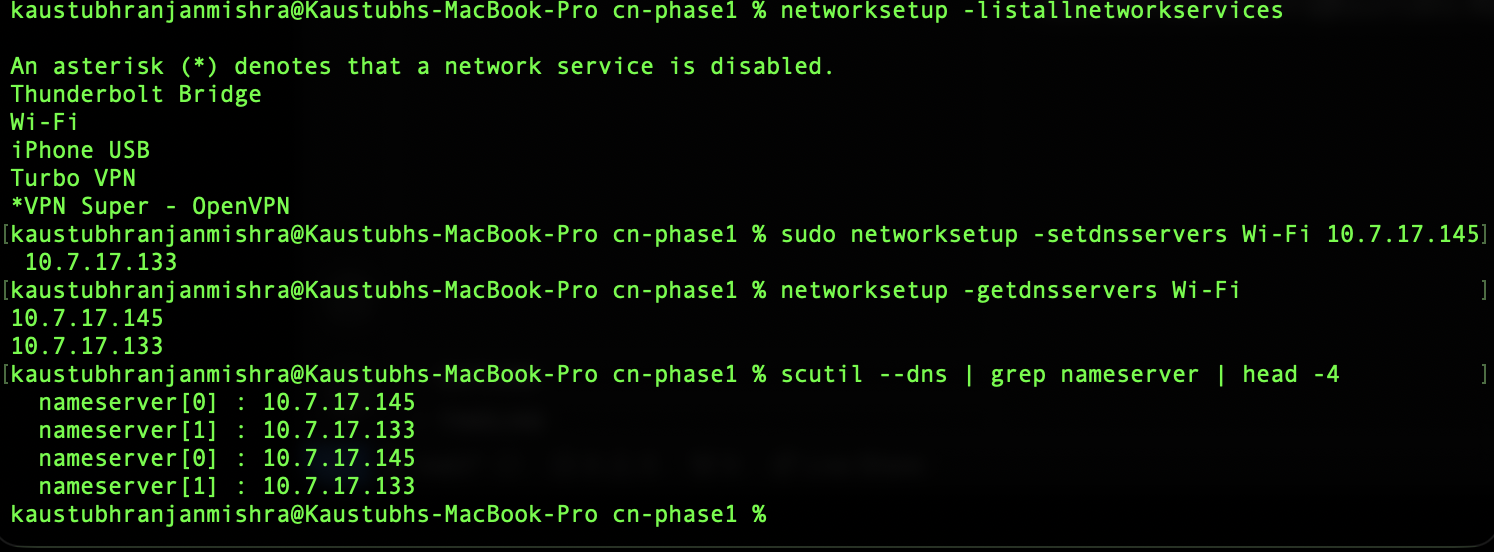 kaustubhranjanmishra@Kaustubhs-MacBook-Pro cn-phase1 % networksetup -listallnetworkservices
An asterisk (*) denotes that a network service is disabled.
Thunderbolt Bridge
Wi-Fi
iPhone USB
Turbo VPN
*VPN Super - OpenVPN
[kaustubhranjanmishra@Kaustubhs-MacBook-Pro cn-phase1 % sudo networksetup -setdnsservers Wi-Fi 10.7.17.145]
 10.7.17.133
[kaustubhranjanmishra@Kaustubhs-MacBook-Pro cn-phase1 % networksetup -getdnsservers Wi-Fi ]
10.7.17.145
10.7.17.133
[kaustubhranjanmishra@Kaustubhs-MacBook-Pro cn-phase1 % scutil --dns | grep nameserver | head -4 ]
  nameserver[0] : 10.7.17.145
  nameserver[1] : 10.7.17.133
  nameserver[0] : 10.7.17.145
  nameserver[1] : 10.7.17.133
kaustubhranjanmishra@Kaustubhs-MacBook-Pro cn-phase1 %